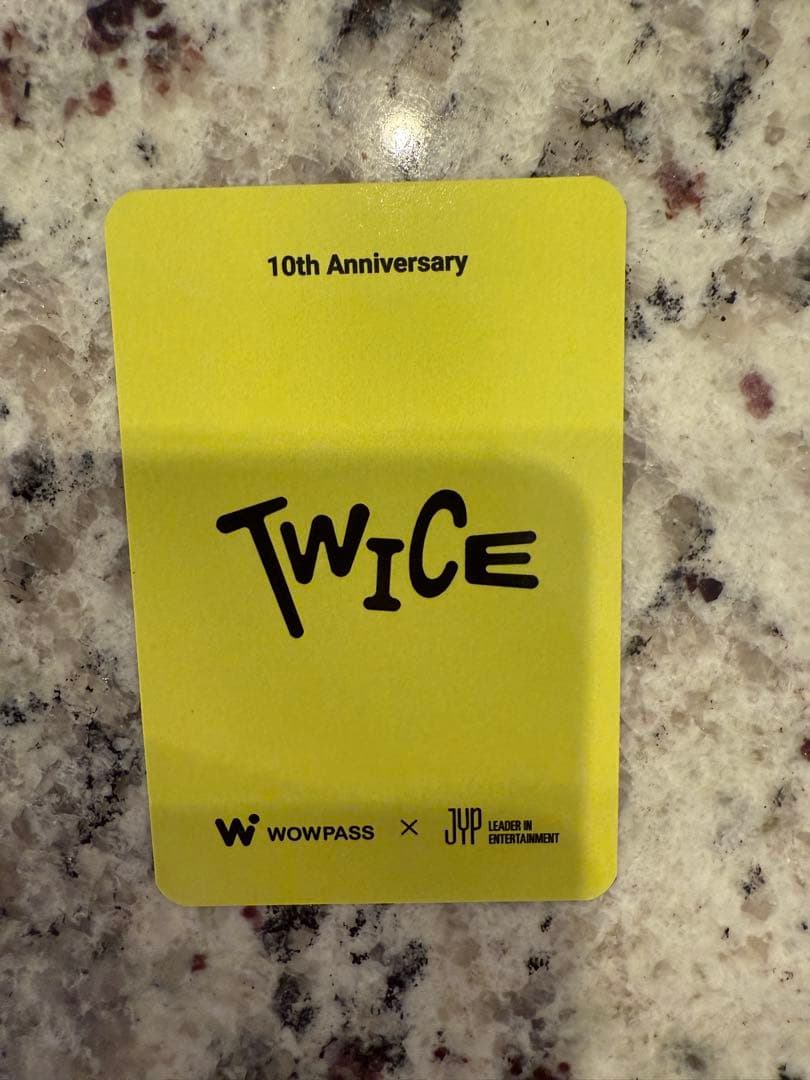 10th Anniversary
TWICE
W WOWPASS × JYP LEADER IN
ENTERTAINMENT